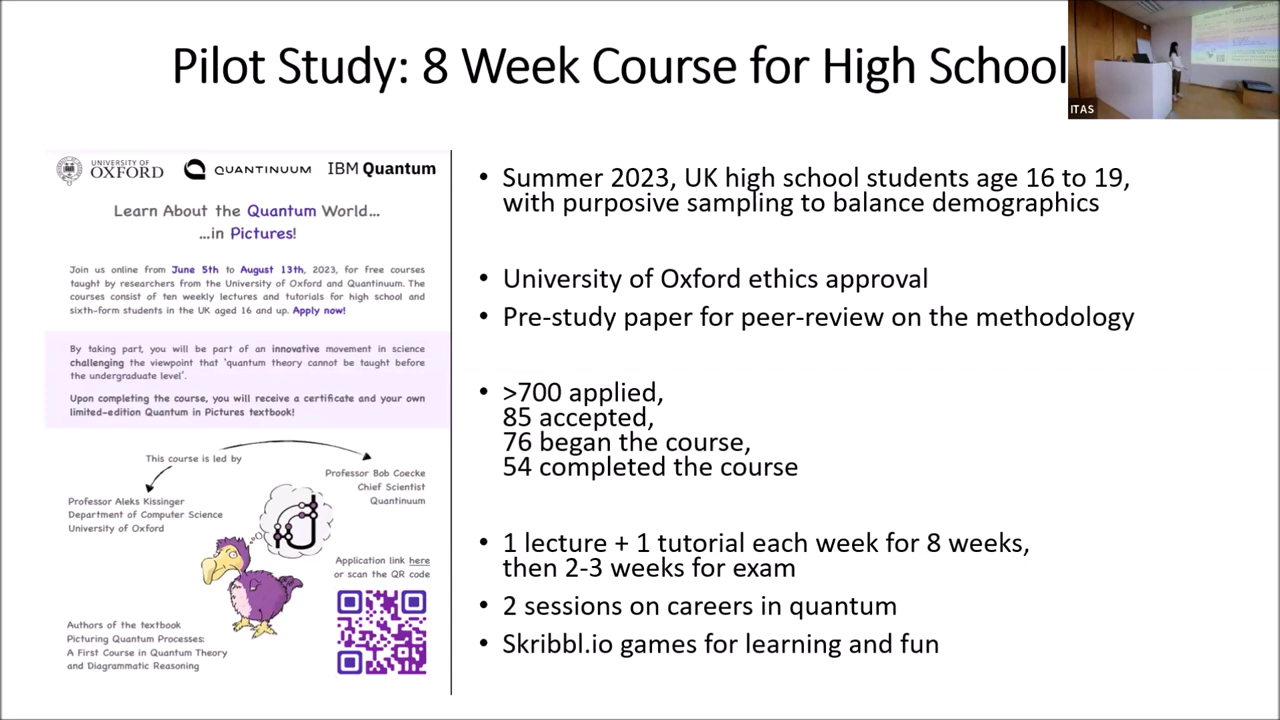 Pilot Study: 8 Week Course for High School
ITAS
UNIVERSITY OF
OXFORD
QUANTINUUM
IBM Quantum
Learn About the Quantum World...
...in Pictures!
Join us online from June 5th to August 13th, 2023, for free courses
taught by researchers from the University of Oxford and Quantinuum. The
courses consist of ten weekly lectures and tutorials for high school and
sixth-form students in the UK aged 16 and up. Apply now!
By taking part, you will be part of an innovative movement in science
challenging the viewpoint that 'quantum theory cannot be taught before
the undergraduate level'.
Upon completing the course, you will receive a certificate and your own
limited-edition Quantum in Pictures textbook!
This course is led by
Professor Bob Coecke
Chief Scientist
Quantinuum
Professor Aleks Kissinger
Department of Computer Science
University of Oxford
Application link here
or scan the QR code
Authors of the textbook
Picturing Quantum Processes:
A First Course in Quantum Theory
and Diagrammatic Reasoning
• Summer 2023, UK high school students age 16 to 19,
with purposive sampling to balance demographics
• University of Oxford ethics approval
• Pre-study paper for peer-review on the methodology
• >700 applied,
85 accepted,
76 began the course,
54 completed the course
• 1 lecture + 1 tutorial each week for 8 weeks,
then 2-3 weeks for exam
• 2 sessions on careers in quantum
• Skribbl.io games for learning and fun